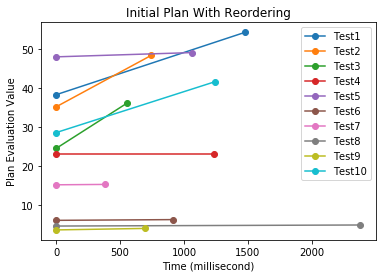 Initial Plan With Reordering
Plan Evaluation Value
50
40
30
20
10
0
500
1000
1500
2000
Time (millisecond)
Test1
Test2
Test3
Test4
Test5
Test6
Test7
Test8
Test9
Test10